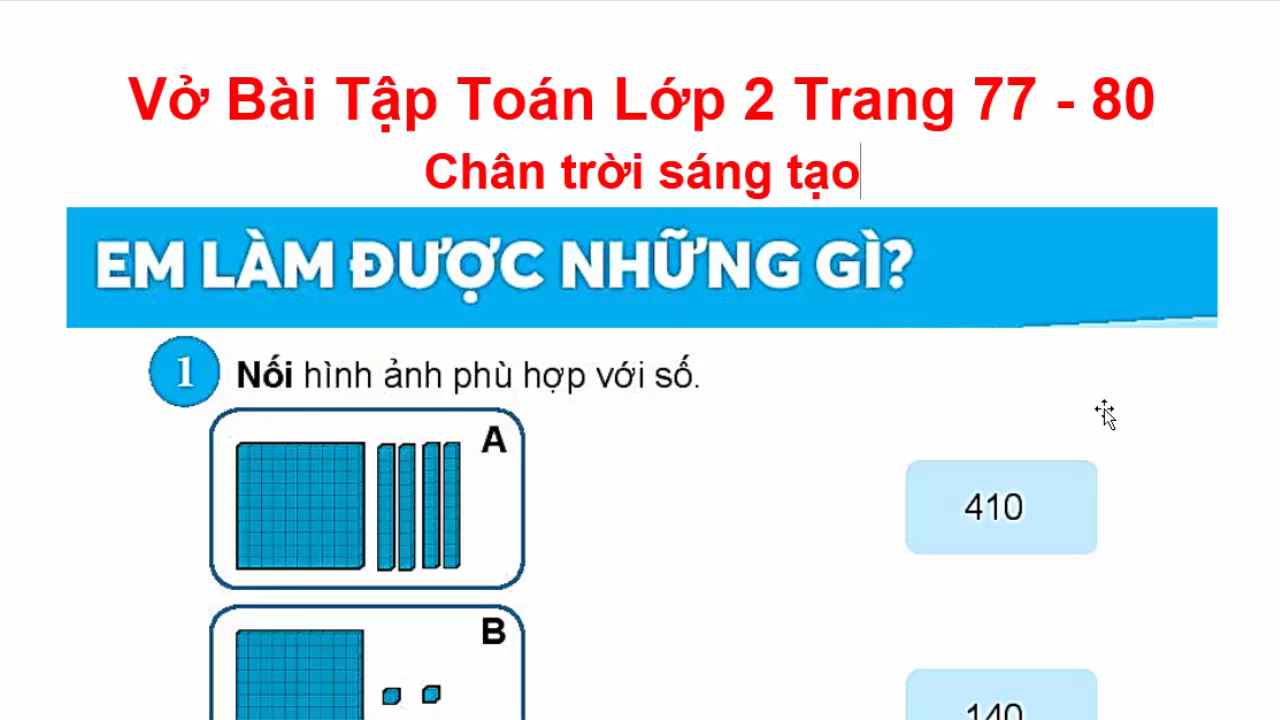 Vở Bài Tập Toán Lớp 2 Trang 77 - 80
Chân trời sáng tạo
EM LÀM ĐƯỢC NHỮNG GÌ?
1 Nối hình ảnh phù hợp với số.
A
410
B
140